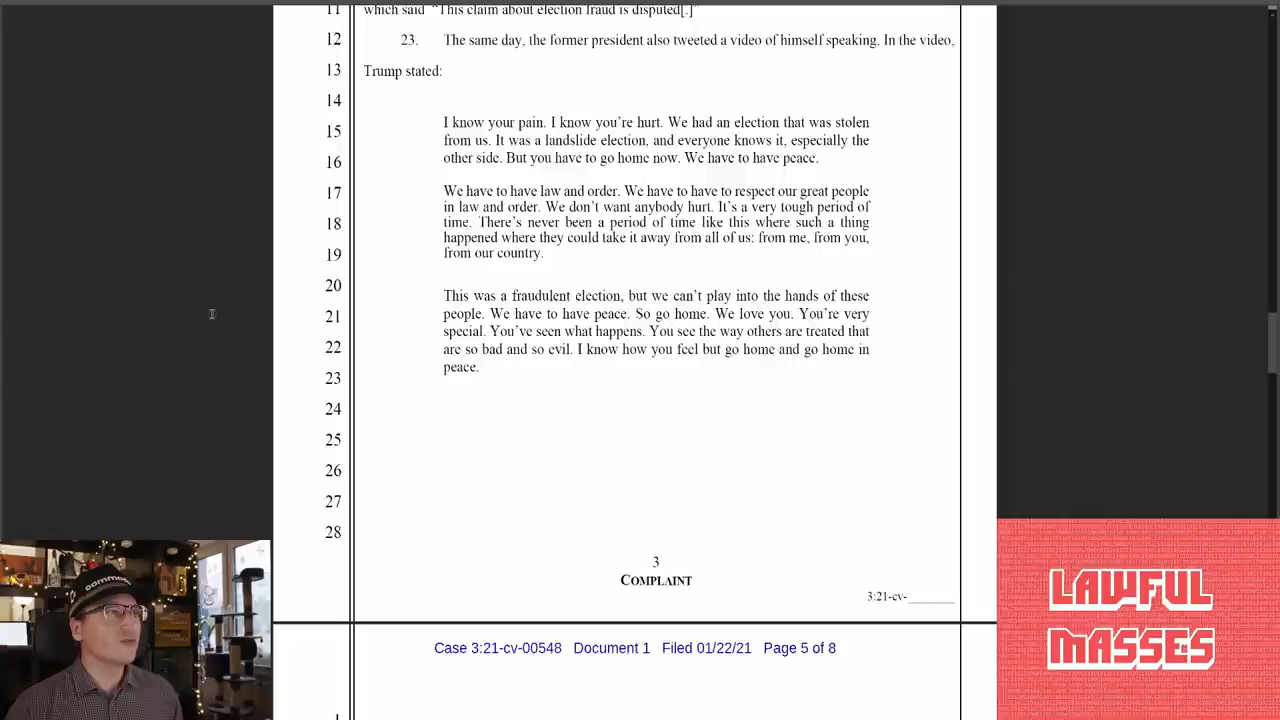 11 which said "This claim about election fraud is disputed[.]"
12 23. The same day, the former president also tweeted a video of himself speaking. In the video,
13 Trump stated:
14
I know your pain. I know you're hurt. We had an election that was stolen
15
from us. It was a landslide election, and everyone knows it, especially the
16 other side. But you have to go home now. We have to have peace.
17 We have to have law and order. We have to have to respect our great people
in law and order. We don't want anybody hurt. It's a very tough period of
18 time. There's never been a period of time like this where such a thing
happened where they could take it away from all of us: from me, from you,
19 from our country.
20
This was a fraudulent election, but we can't play into the hands of these
21 people. We have to have peace. So go home. We love you. You're very
special. You've seen what happens. You see the way others are treated that
22 are so bad and so evil. I know how you feel but go home and go home in
peace.
23
24
25
26
27
28
3
COMPLAINT
3:21-cv-________
Case 3:21-cv-00548 Document 1 Filed 01/22/21 Page 5 of 8
LAWFUL
MASSES